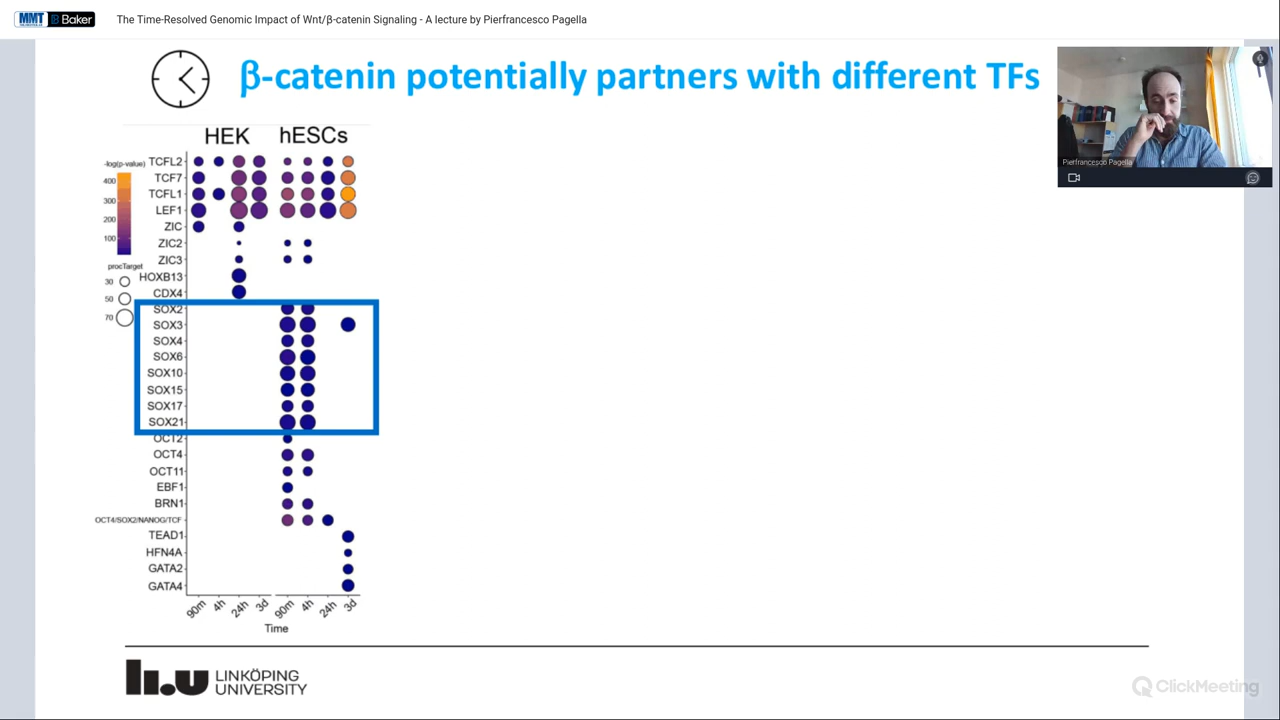 MMT Baker The Time-Resolved Genomic Impact of Wnt/β-catenin Signaling - A lecture by Pierfrancesco Pagella
β-catenin potentially partners with different TFs
Pierfrancesco Pagella
HEK hESCs
-log(p-value)
400
300
200
100
procTarget
30
50
70
TCFL2
TCF7
TCFL1
LEF1
ZIC
ZIC2
ZIC3
HOXB13
CDX4
SOX2
SOX3
SOX4
SOX6
SOX10
SOX15
SOX17
SOX21
OCT2
OCT4
OCT11
EBF1
BRN1
OCT4/SOX2/NANOG/TCF
TEAD1
HFN4A
GATA2
GATA4
90m 4h 24h 3d 90m 4h 24h 3d
Time
li.u LINKÖPING
UNIVERSITY
ClickMeeting